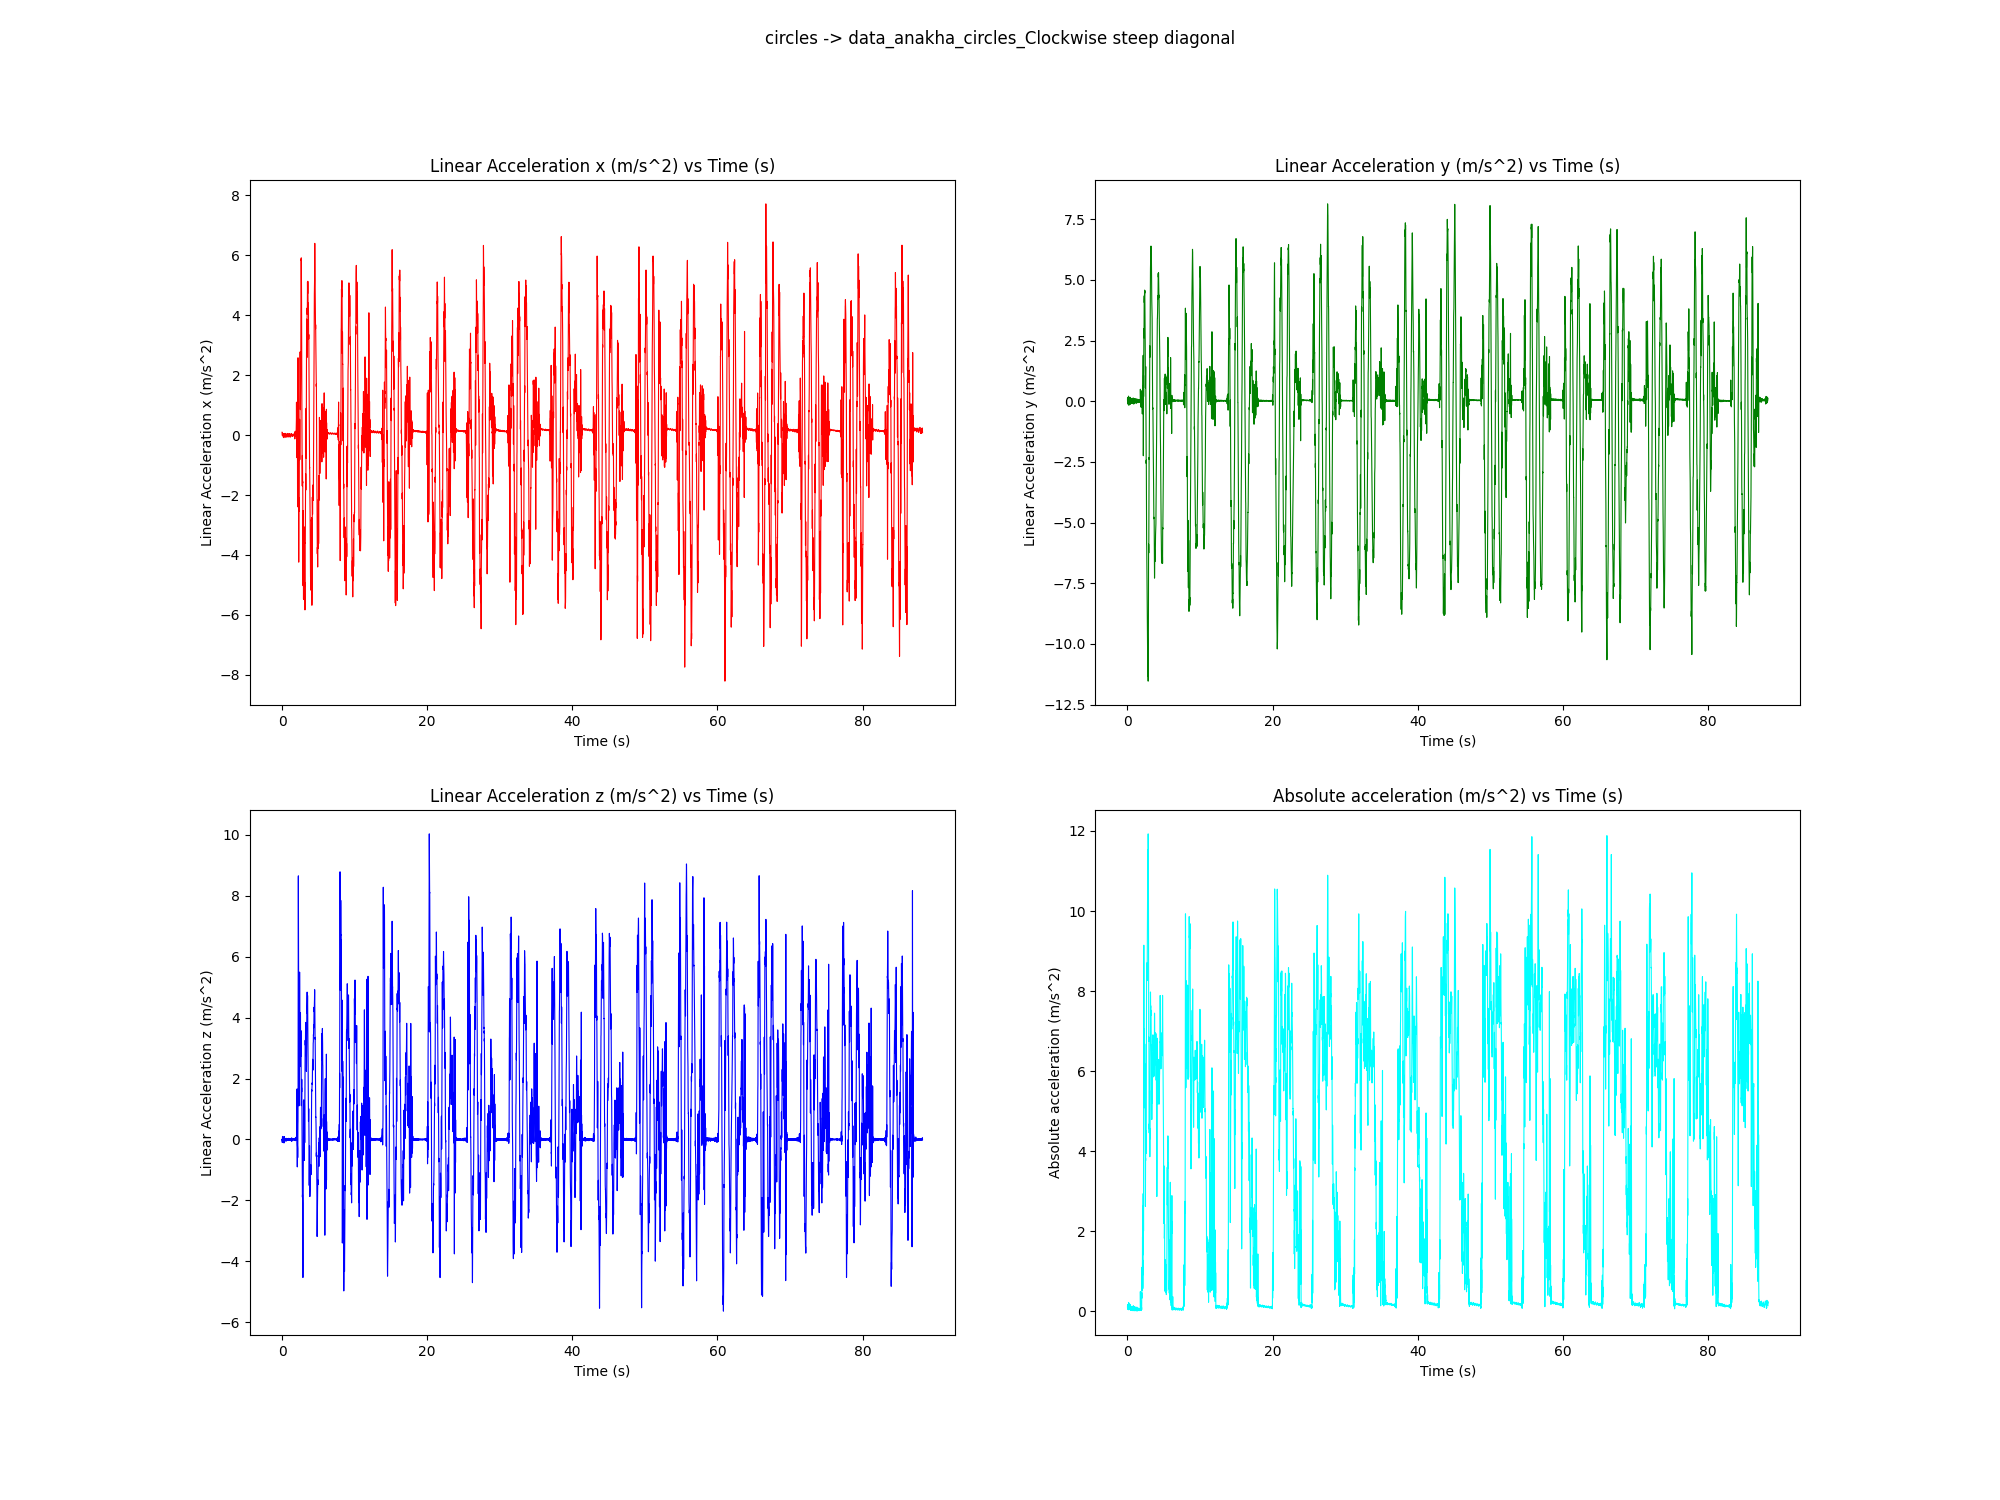 circles -> data_anakha_circles_Clockwise steep diagonal
Linear Acceleration x (m/s^2) vs Time (s)
Linear Acceleration x (m/s^2)
8
6
4
2
0
−2
−4
−6
−8
0 20 40 60 80
Time (s)
Linear Acceleration y (m/s^2) vs Time (s)
Linear Acceleration y (m/s^2)
7.5
5.0
2.5
0.0
−2.5
−5.0
−7.5
−10.0
−12.5
0 20 40 60 80
Time (s)
Linear Acceleration z (m/s^2) vs Time (s)
Linear Acceleration z (m/s^2)
10
8
6
4
2
0
−2
−4
−6
0 20 40 60 80
Time (s)
Absolute acceleration (m/s^2) vs Time (s)
Absolute acceleration (m/s^2)
12
10
8
6
4
2
0
0 20 40 60 80
Time (s)